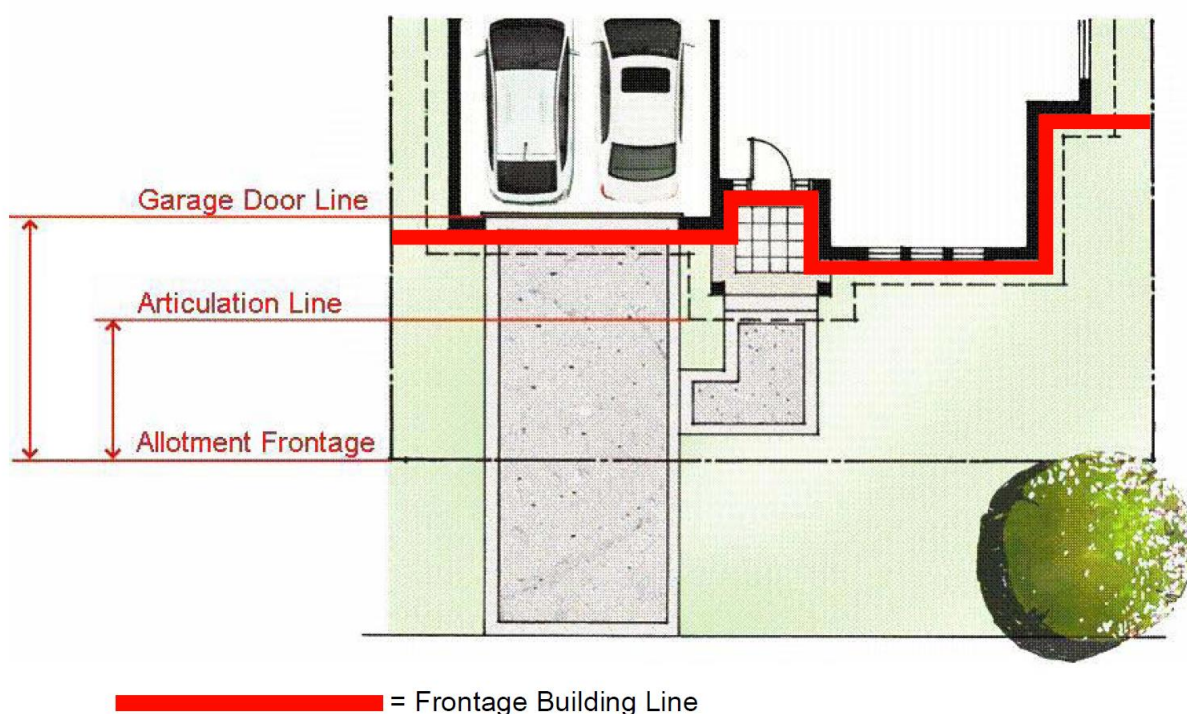 Garage Door Line
Articulation Line
Allotment Frontage
= Frontage Building Line